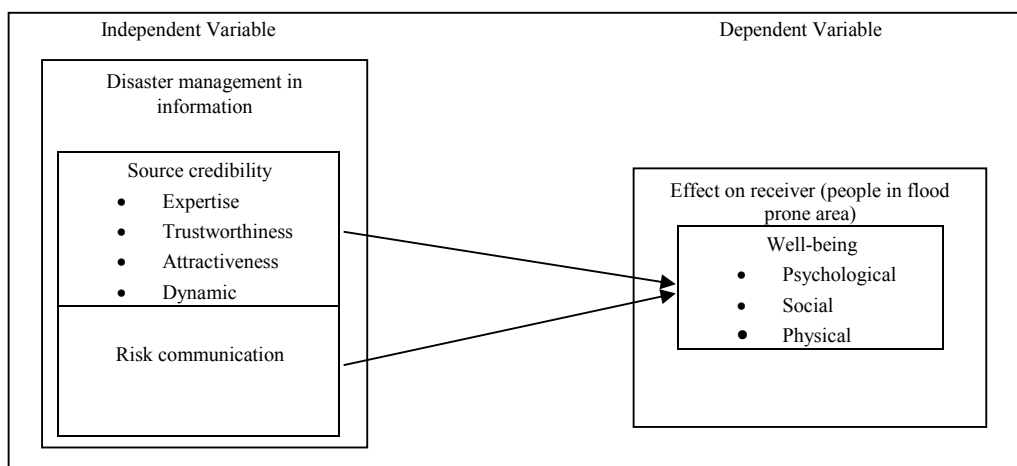 Independent Variable
Dependent Variable
Disaster management in
information
Source credibility
• Expertise
• Trustworthiness
• Attractiveness
• Dynamic
Risk communication
Effect on receiver (people in flood
prone area)
Well-being
• Psychological
• Social
• Physical